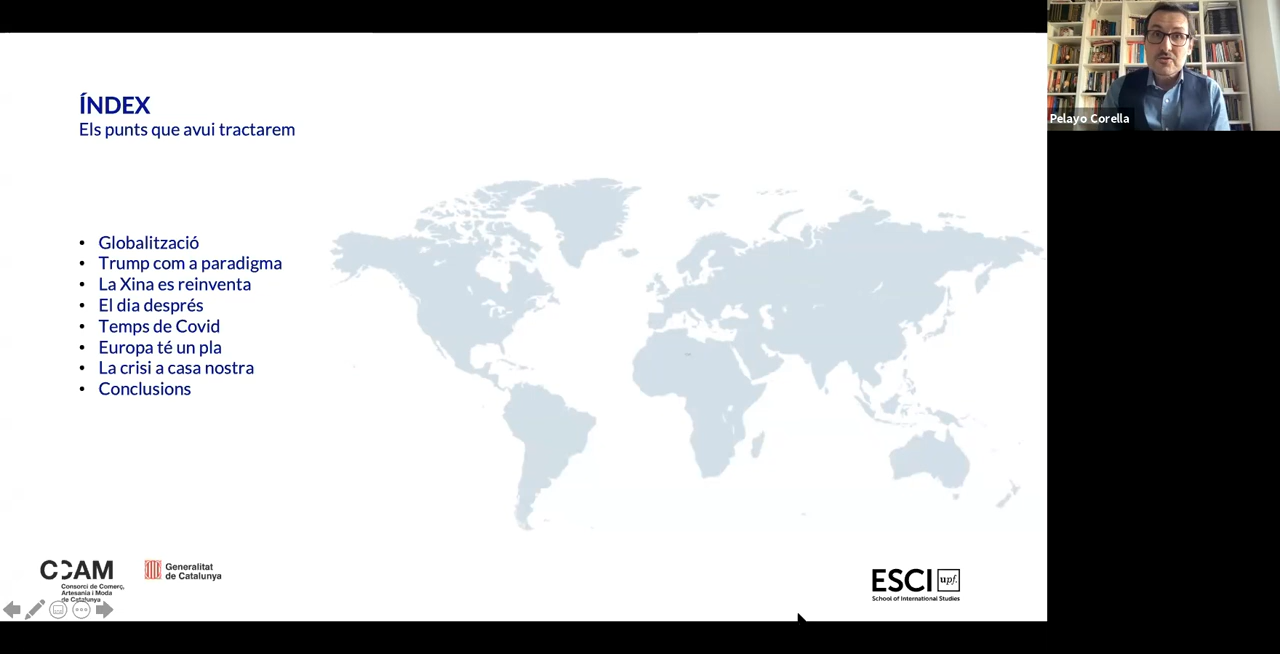 ÍNDEX
Els punts que avui tractarem
• Globalització
• Trump com a paradigma
• La Xina es reinventa
• El dia després
• Temps de Covid
• Europa té un pla
• La crisi a casa nostra
• Conclusions
CCAM
Consorci de Comerç,
Artesania i Moda
de Catalunya
Generalitat
de Catalunya
ESCI upf.
School of International Studies
Pelayo Corella